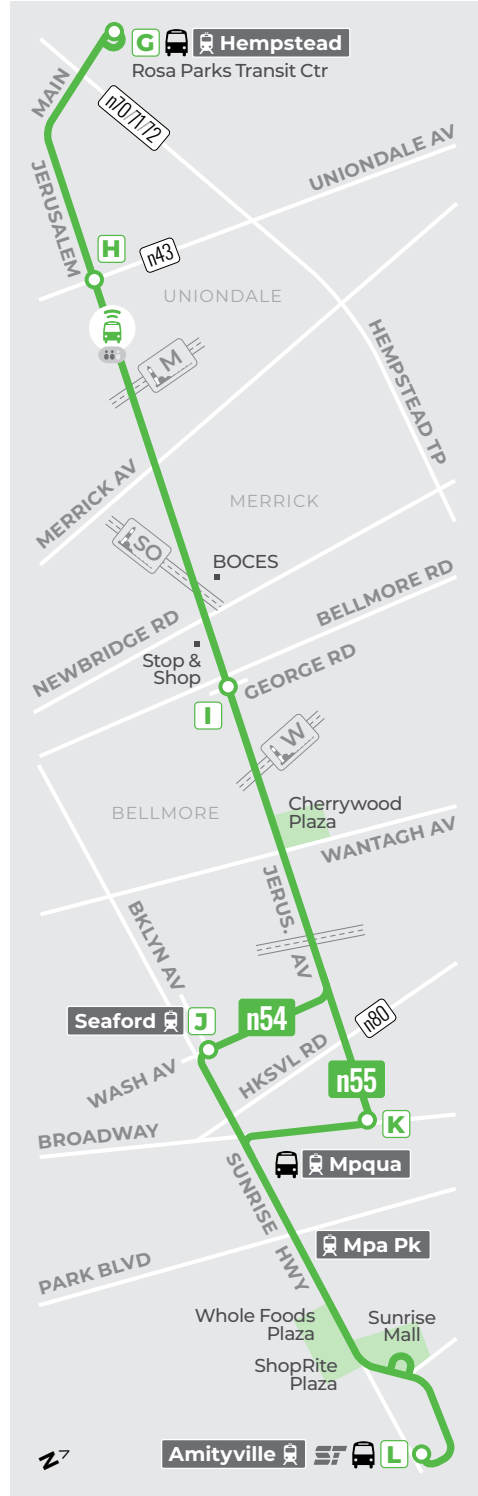 G Hempstead
Rosa Parks Transit Ctr
MAIN
n70/71/72
UNIONDALE AV
JERUSALEM
H
n43
UNIONDALE
M
HEMPSTEAD TP
MERRICK AV
MERRICK
SO
BOCES
BELLMORE RD
NEWBRIDGE RD
Stop &
Shop
GEORGE RD
I
W
Cherrywood
Plaza
BELLMORE
WANTAGH AV
JERUS. AV
BKLYN AV
Seaford J
n54
n80
HKSVL RD
WASH AV
n55
K
BROADWAY
Mpqua
SUNRISE HWY
Mpa Pk
PARK BLVD
Whole Foods
Plaza
Sunrise
Mall
ShopRite
Plaza
Amityville ST L
N